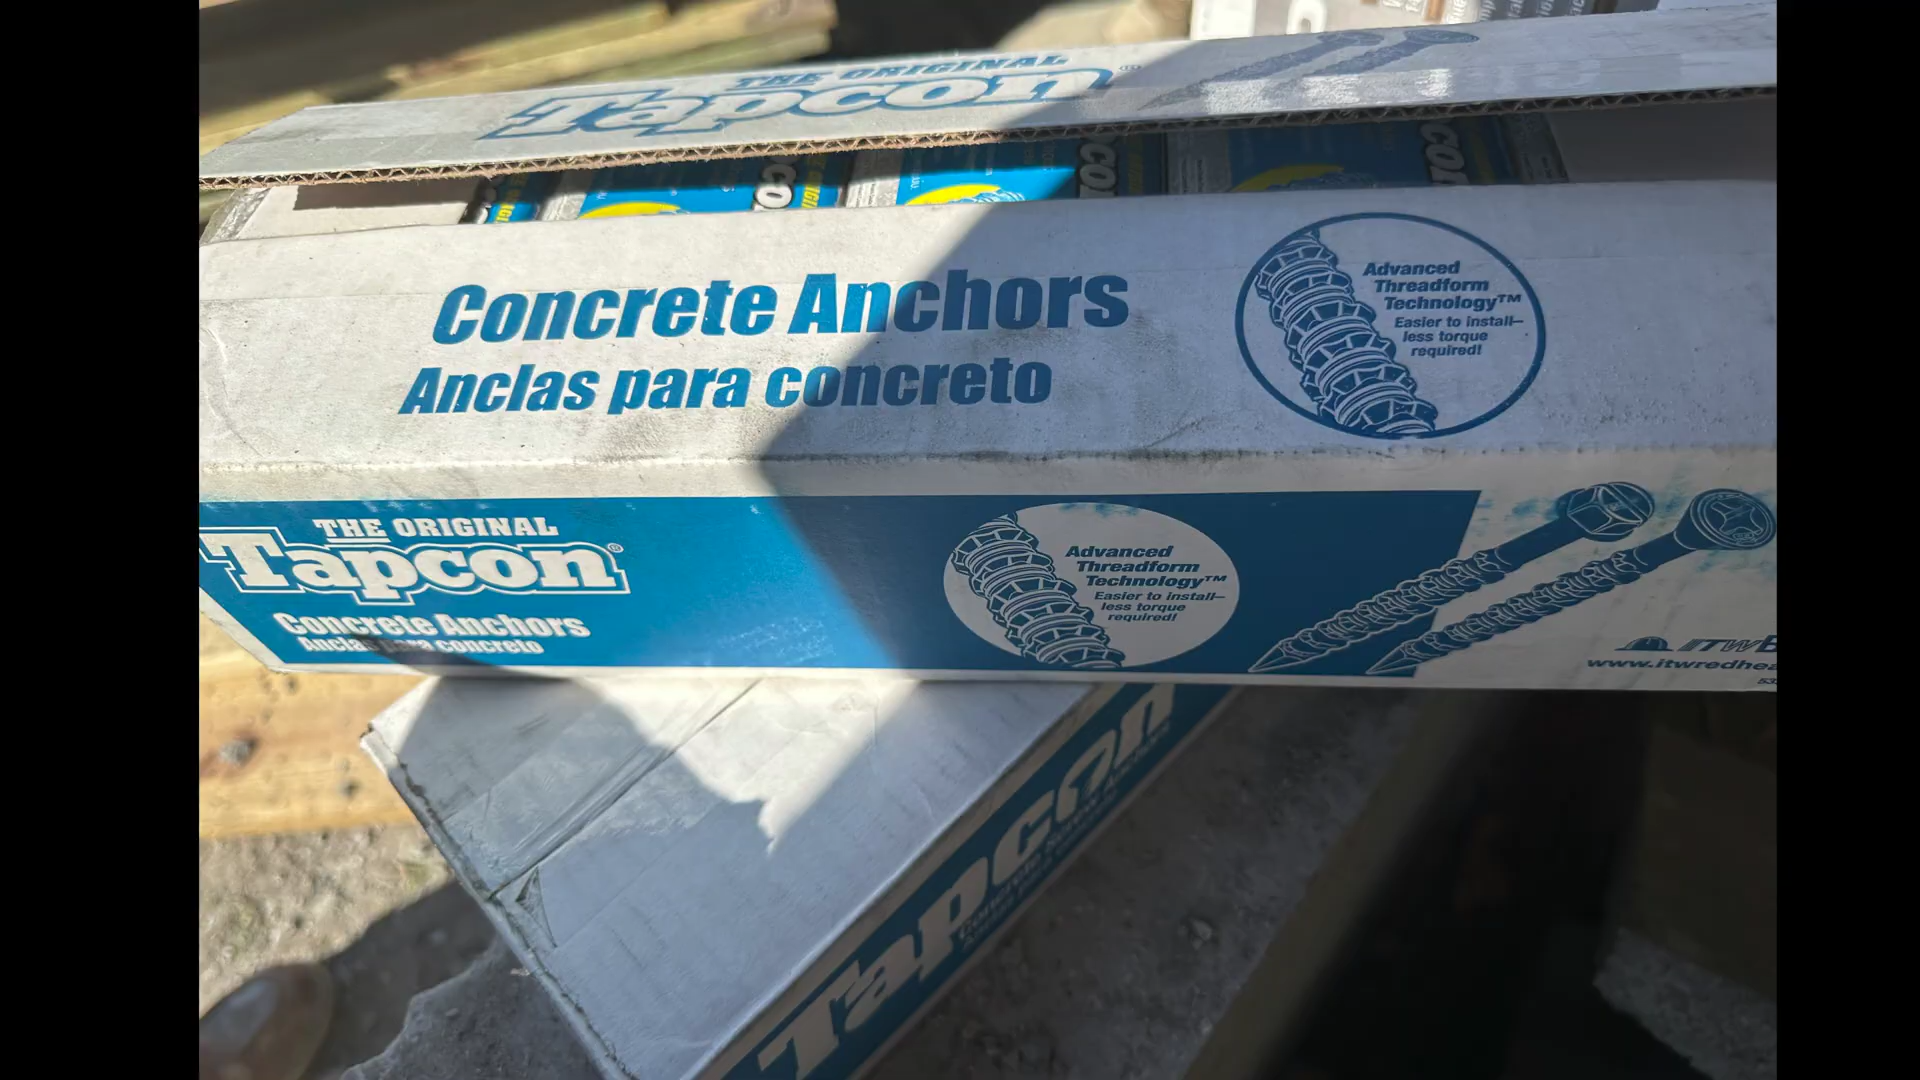 THE ORIGINAL
Tapcon®
Concrete Anchors
Anclas para concreto
Advanced
Threadform
Technology™
Easier to install–
less torque
required!
THE ORIGINAL
Tapcon®
Concrete Anchors
Anclas para concreto
Advanced
Threadform
Technology™
Easier to install–
less torque
required!
ITW
www.itwredhea
Tapcon
Concrete Anchors